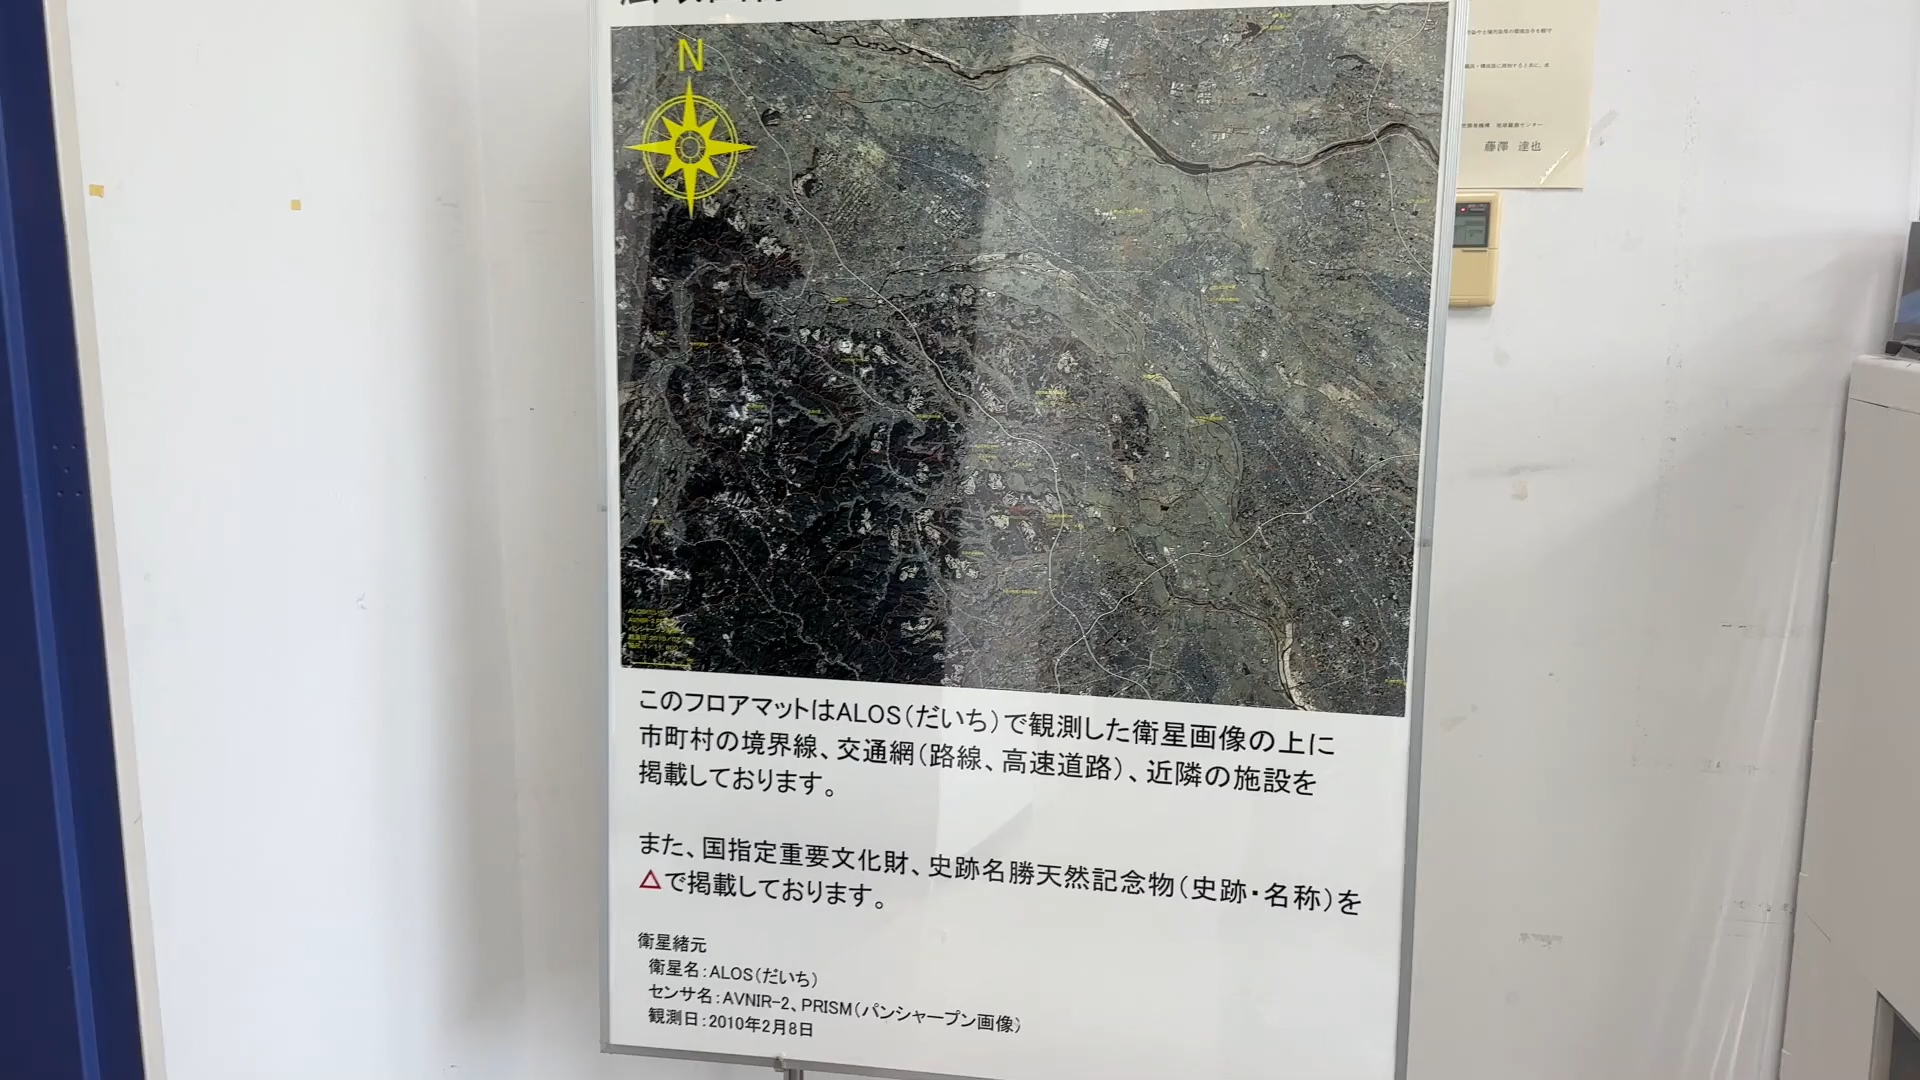 N
このフロアマットはALOS（だいち）で観測した衛星画像の上に
市町村の境界線、交通網（路線、高速道路）、近隣の施設を
掲載しております。
また、国指定重要文化財、史跡名勝天然記念物（史跡・名称）を
△で掲載しております。
衛星緒元
衛星名：ALOS（だいち）
センサ名：AVNIR-2、PRISM（パンシャープン画像）
観測日：2010年2月8日
藤澤 達也